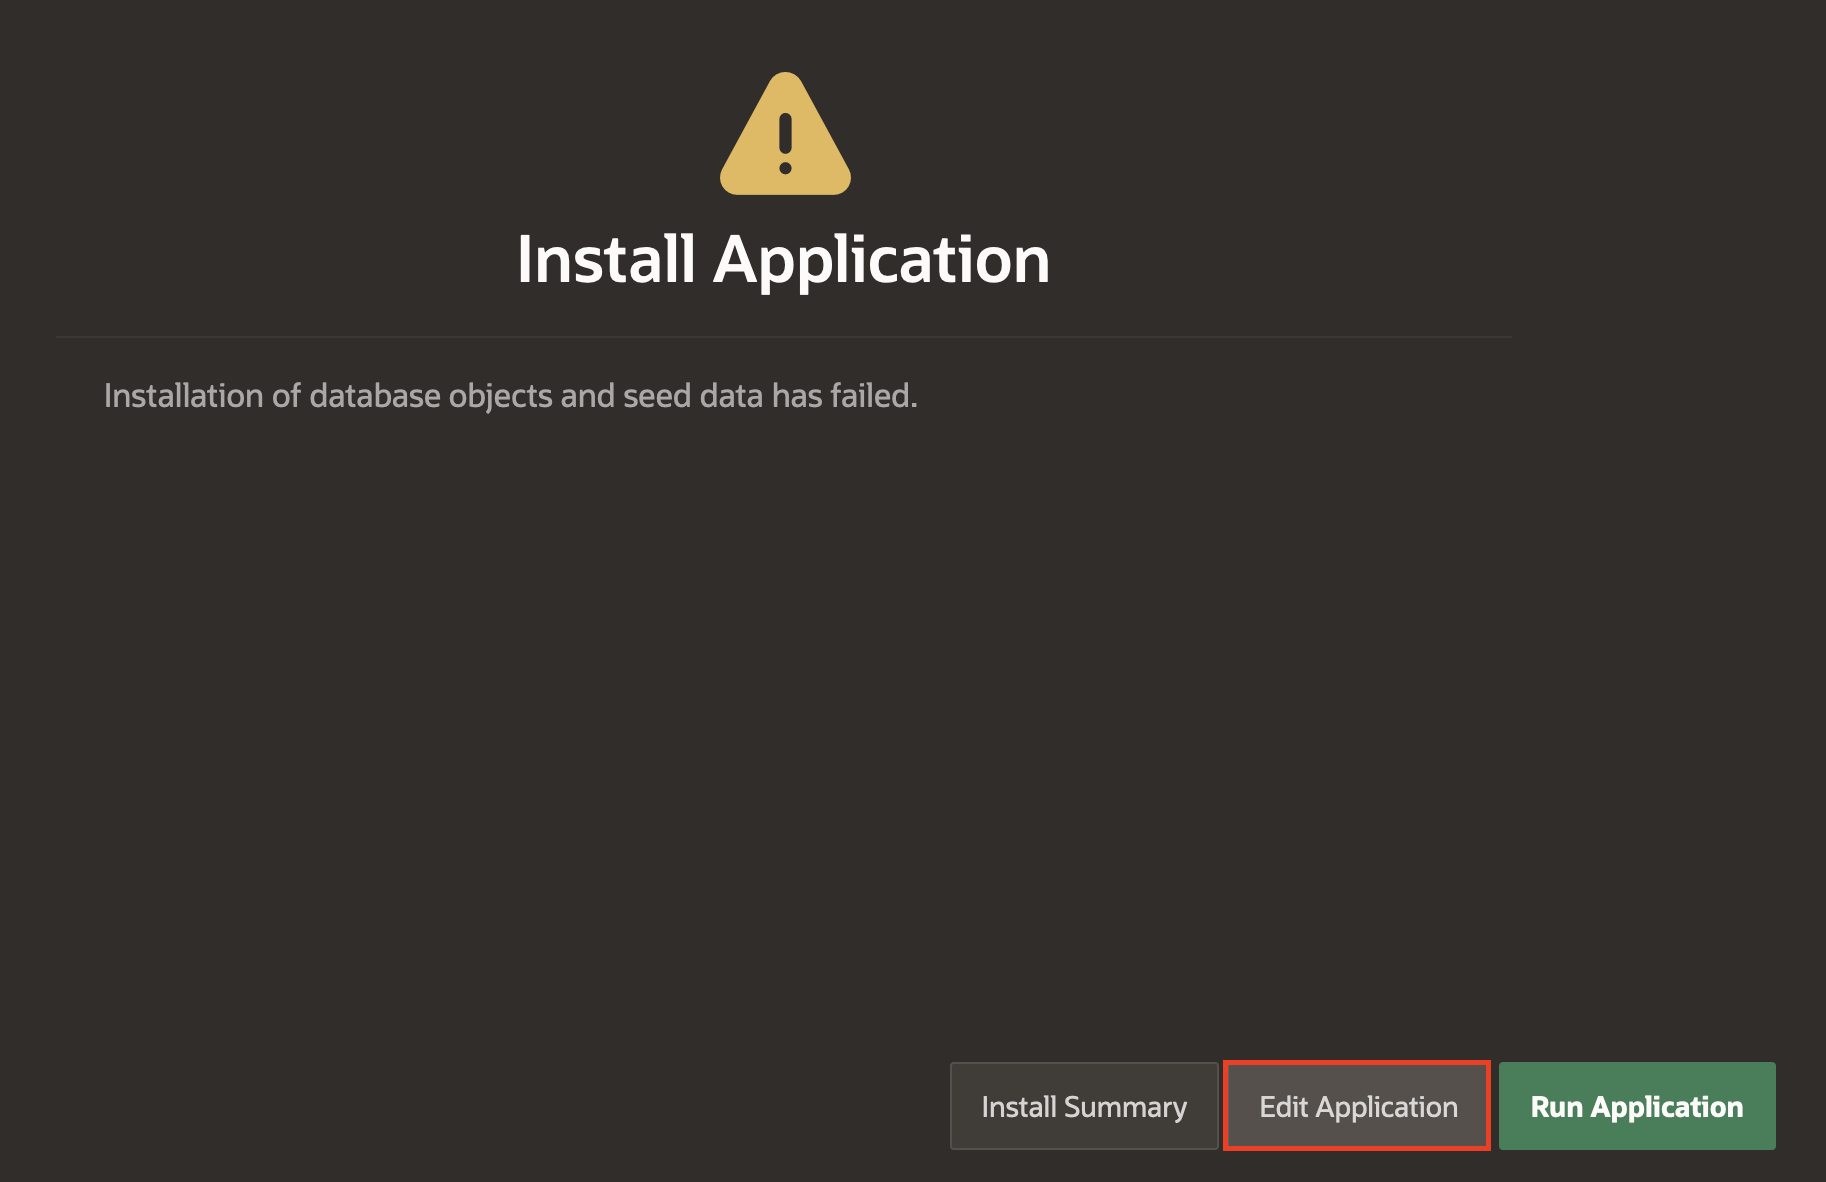 Install Application
Installation of database objects and seed data has failed.
Install Summary
Edit Application
Run Application